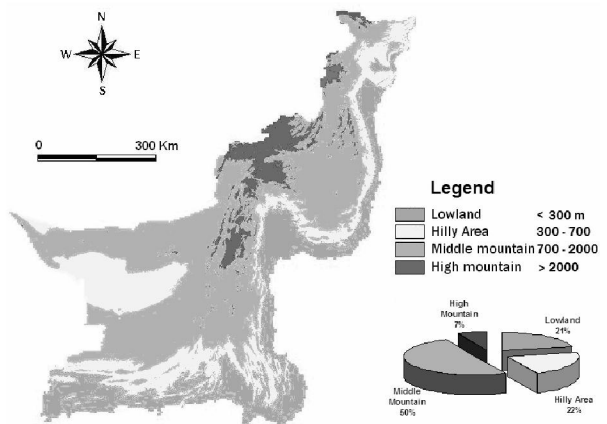 N
W E
S
0 300 Km
Legend
Lowland < 300 m
Hilly Area 300 - 700
Middle mountain 700 - 2000
High mountain > 2000
High
Mountain
7%
Lowland
21%
Middle
Mountain
50%
Hilly Area
22%